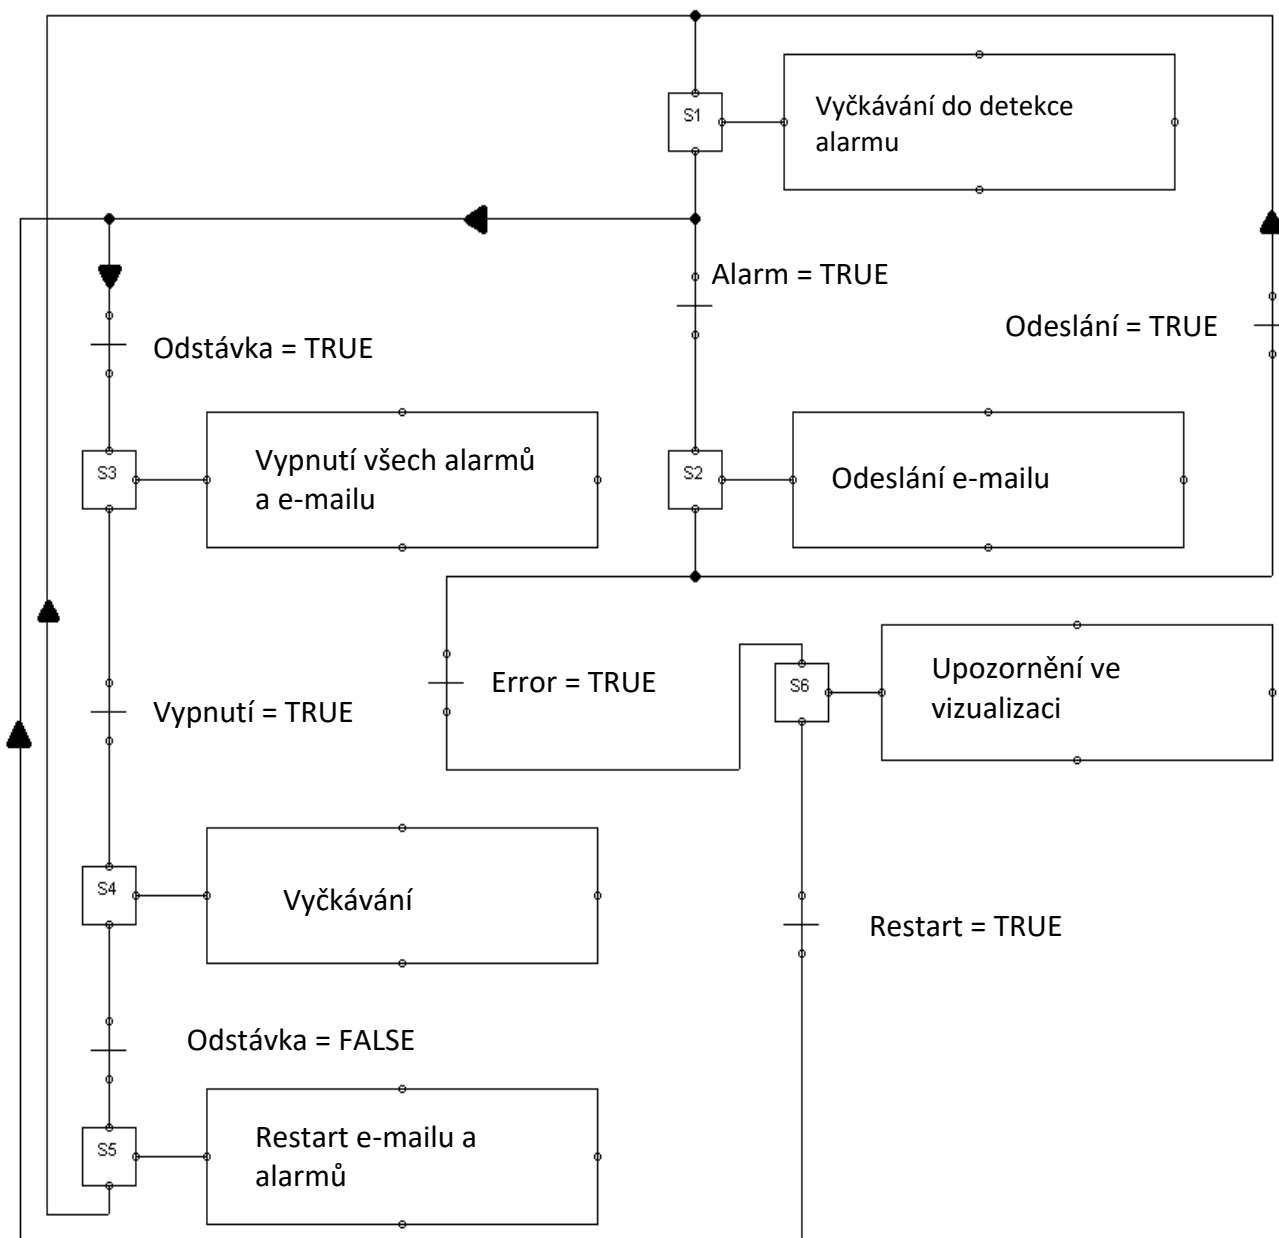 S1
Vyčkávání do detekce
alarmu
Alarm = TRUE
Odeslání = TRUE
Odstávka = TRUE
S3
Vypnutí všech alarmů
a e-mailu
S2
Odeslání e-mailu
Error = TRUE
S6
Upozornění ve
vizualizaci
Vypnutí = TRUE
S4
Vyčkávání
Restart = TRUE
Odstávka = FALSE
S5
Restart e-mailu a
alarmů